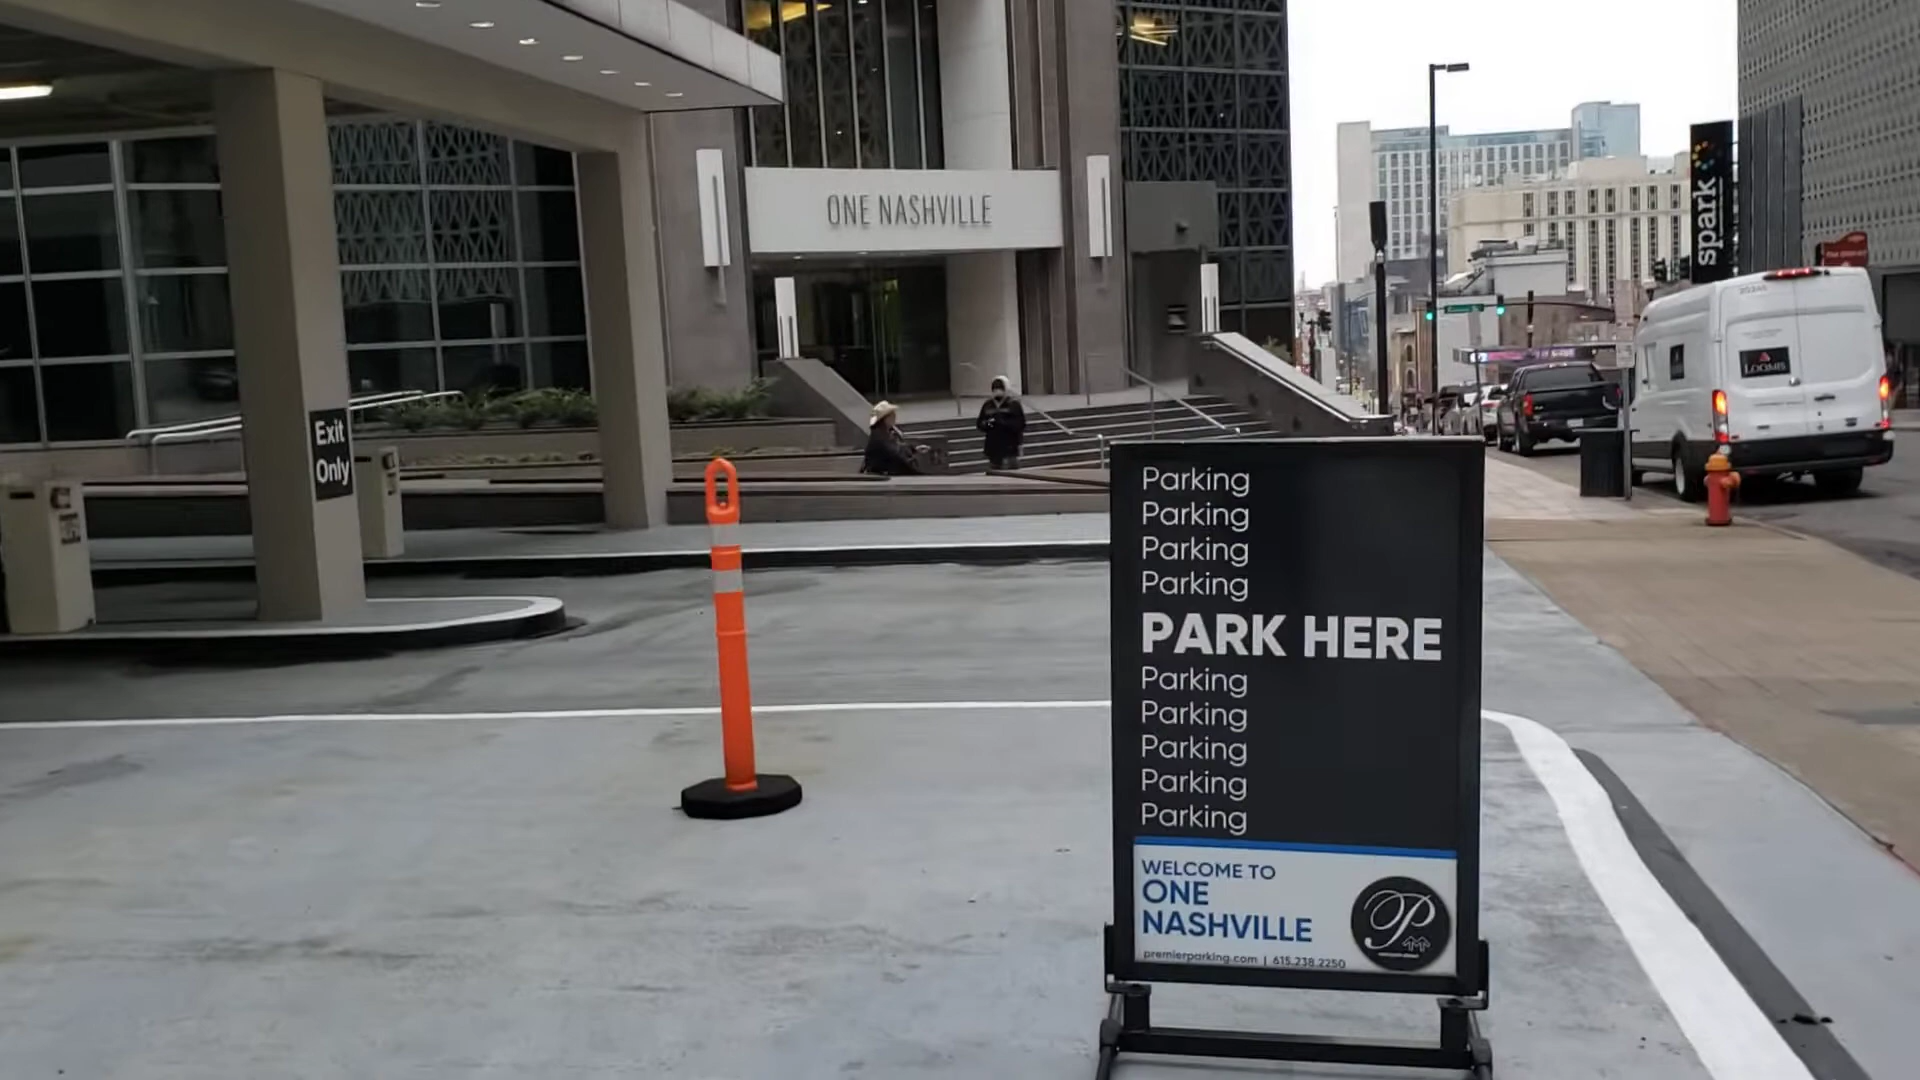 ONE NASHVILLE
spark
LOOMIS
Exit
Only
Parking
Parking
Parking
Parking
PARK HERE
Parking
Parking
Parking
Parking
Parking
WELCOME TO
ONE
NASHVILLE
P
premierparking.com | 615.238.2250